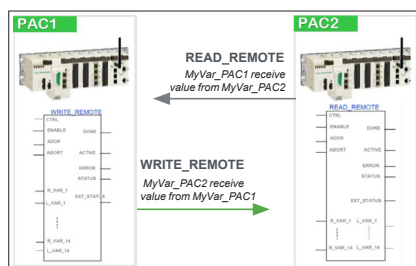 PAC1
PAC2
READ_REMOTE
MyVar_PAC1 receive
value from MyVar_PAC2
WRITE_REMOTE
CTRL
ENABLE
DONE
ADDR
ABORT
ACTIVE
ERROR
STATUS
R_VAR_1
EXT_STATUS
L_VAR_1
R_VAR_14
L_VAR_14
WRITE_REMOTE
MyVar_PAC2 receive
value from MyVar_PAC1
READ_REMOTE
CTRL
ENABLE
DONE
ADDR
ABORT
ACTIVE
ERROR
STATUS
EXT_STATUS
R_VAR_1
L_VAR_1
R_VAR_14
L_VAR_14